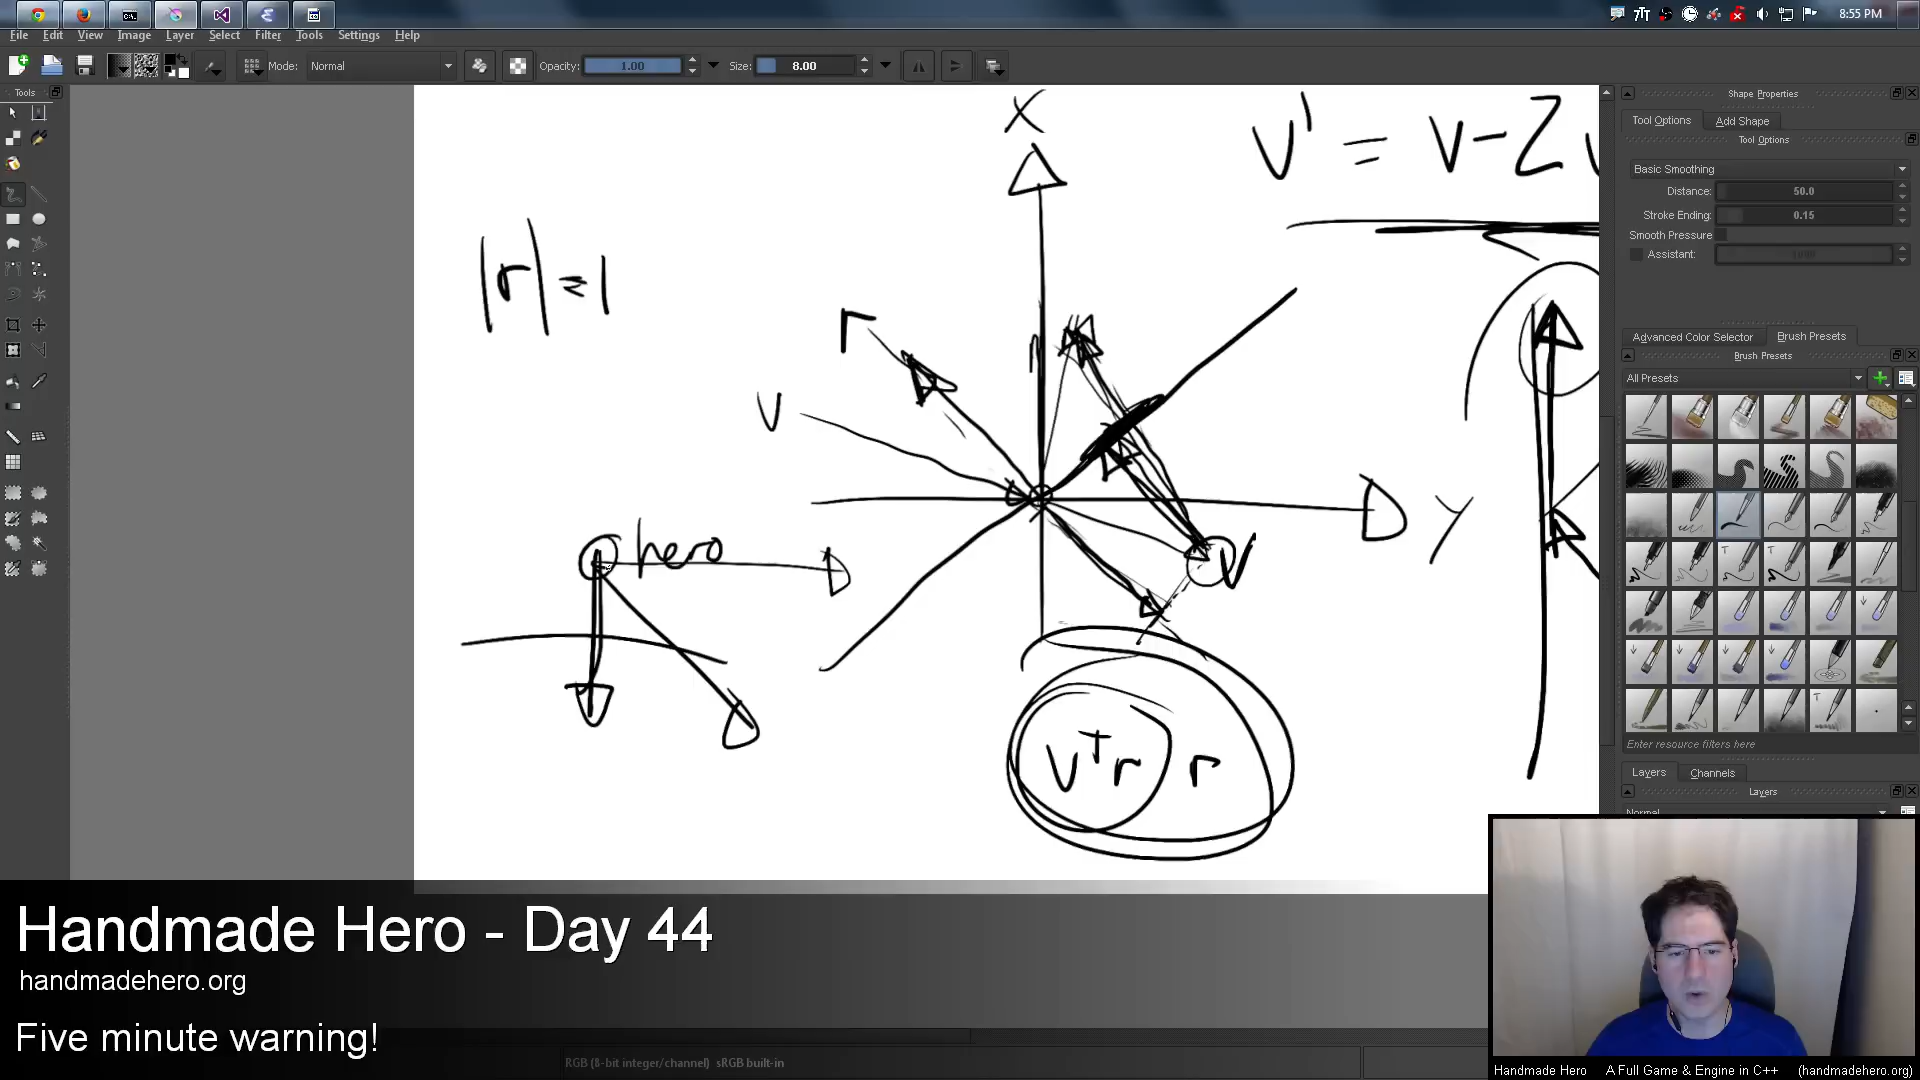 8:55 PM
File Edit View Image Layer Select Filter Tools Settings Help
Mode: Normal Opacity: 1.00 Size: 8.00
Tools
Shape Properties
Tool Options Add Shape
Tool Options
Basic Smoothing
Distance: 50.0
Stroke Ending: 0.15
Smooth Pressure
Assistant:
Advanced Color Selector Brush Presets
Brush Presets
All Presets
Enter resource filters here
Layers Channels
Layers
Normal
X
V' = V - 2 V
|r| = 1
r
V
hero
Y
V
VᵀR r
Handmade Hero - Day 44
handmadehero.org
Five minute warning!
RGB (8-bit integer/channel) sRGB built-in
Handmade Hero A Full Game & Engine in C++ (handmadehero.org)